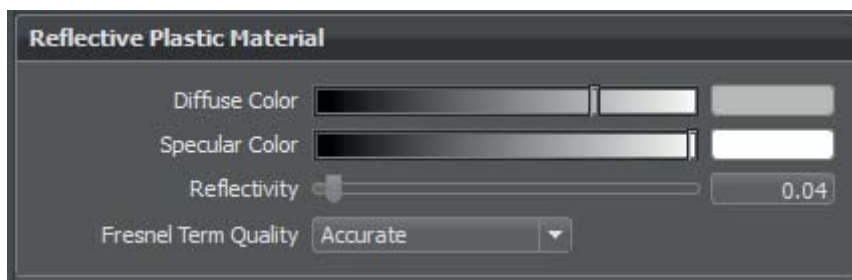 Reflective Plastic Material
Diffuse Color
Specular Color
Reflectivity 0.04
Fresnel Term Quality Accurate